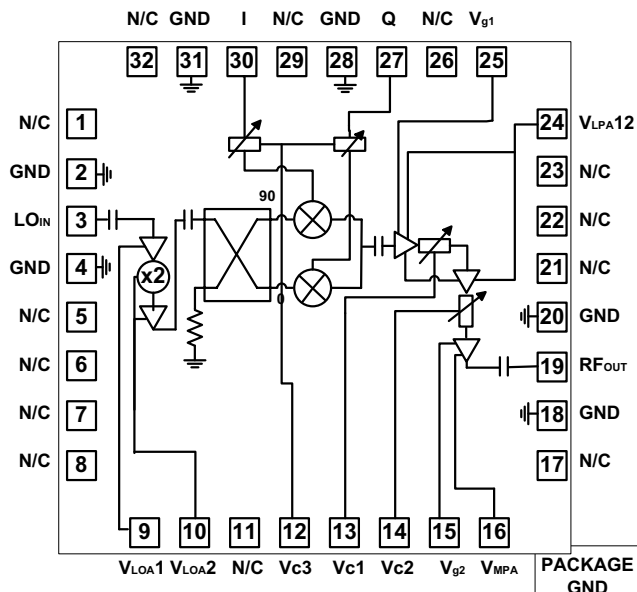 N/C GND I N/C GND Q N/C Vg1
32 31 30 29 28 27 26 25
N/C 1
GND 2
LOIN 3
GND 4
N/C 5
N/C 6
N/C 7
N/C 8
90
0
x2
24 VLPA12
23 N/C
22 N/C
21 N/C
20 GND
19 RFOUT
18 GND
17 N/C
9 10 11 12 13 14 15 16
VLOA1 VLOA2 N/C Vc3 Vc1 Vc2 Vg2 VMPA
PACKAGE
GND